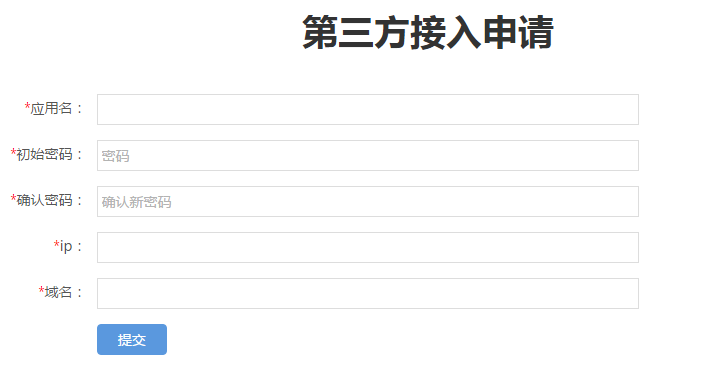 第三方接入申请
*应用名：
*初始密码： 密码
*确认密码： 确认新密码
*ip：
*域名：
提交